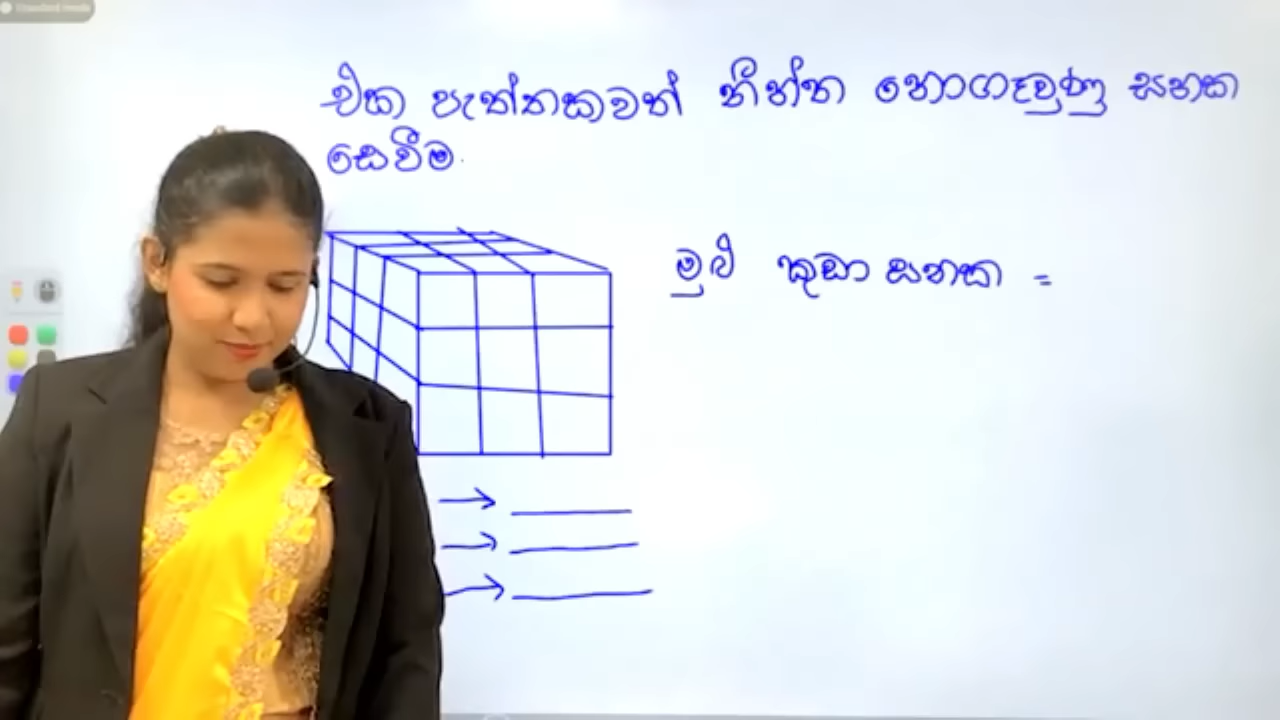 එක පැත්තකවත් තීන්ත නොගෑවුණු ඝනක
සෙවීම.
මුළු කුඩා ඝනක =